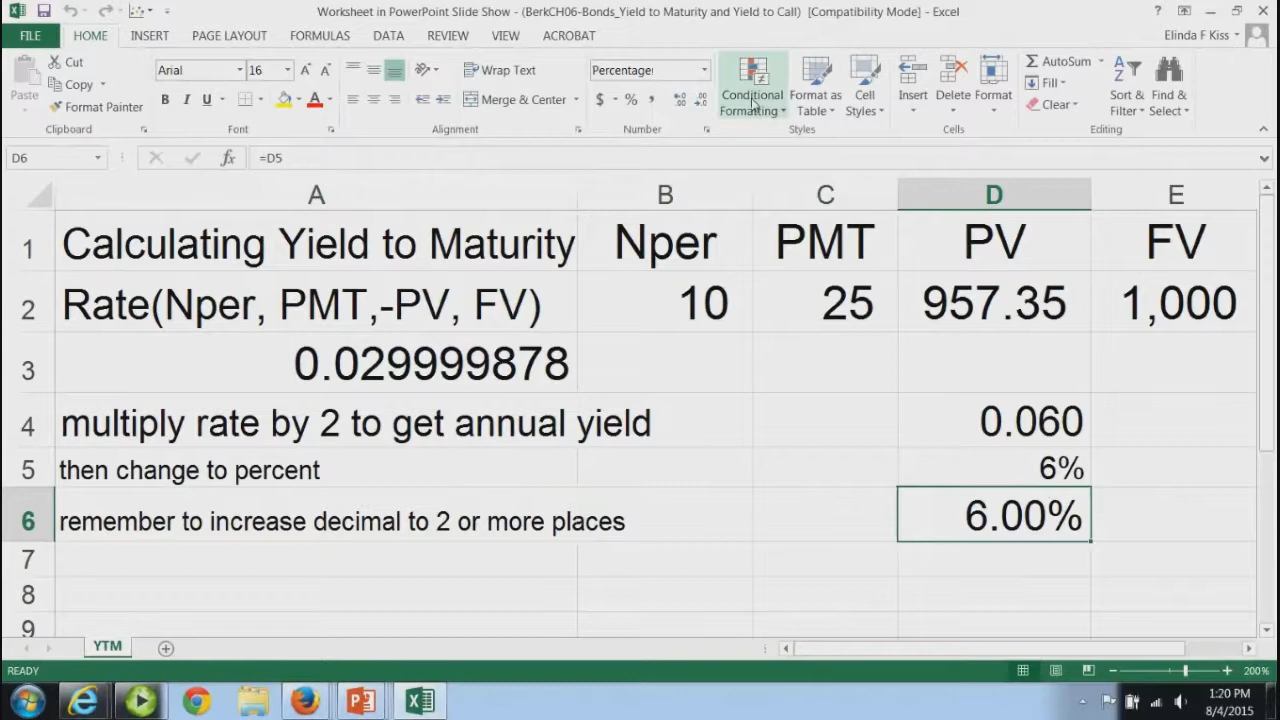 Worksheet in PowerPoint Slide Show - (BerkCH06-Bonds_Yield to Maturity and Yield to Call) [Compatibility Mode] - Excel
FILE HOME INSERT PAGE LAYOUT FORMULAS DATA REVIEW VIEW ACROBAT Elinda F Kiss
Paste
Cut
Copy
Format Painter
Clipboard
Arial 16
B I U
Font
Wrap Text
Merge & Center
Alignment
Percentage
$ % ,
Number
Conditional Formatting
Format as Table
Cell Styles
Styles
Insert Delete Format
Cells
AutoSum
Fill
Clear
Sort & Filter
Find & Select
Editing
D6 fx =D5
A B C D E
1 Calculating Yield to Maturity Nper PMT PV FV
2 Rate(Nper, PMT,-PV, FV) 10 25 957.35 1,000
3 0.029999878
4 multiply rate by 2 to get annual yield 0.060
5 then change to percent 6%
6 remember to increase decimal to 2 or more places 6.00%
7
8
9
YTM
READY 200%
1:20 PM
8/4/2015